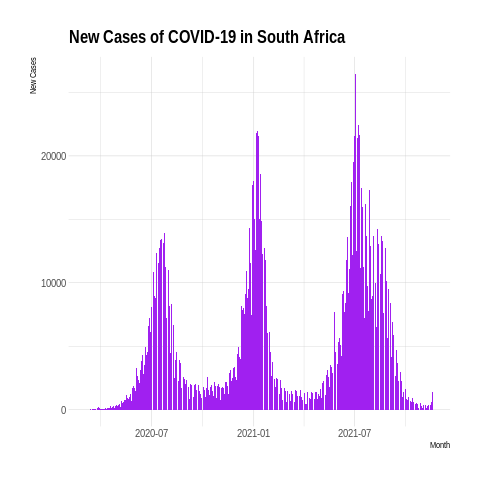 New Cases of COVID-19 in South Africa
New Cases
20000
10000
0
2020-07
2021-01
2021-07
Month